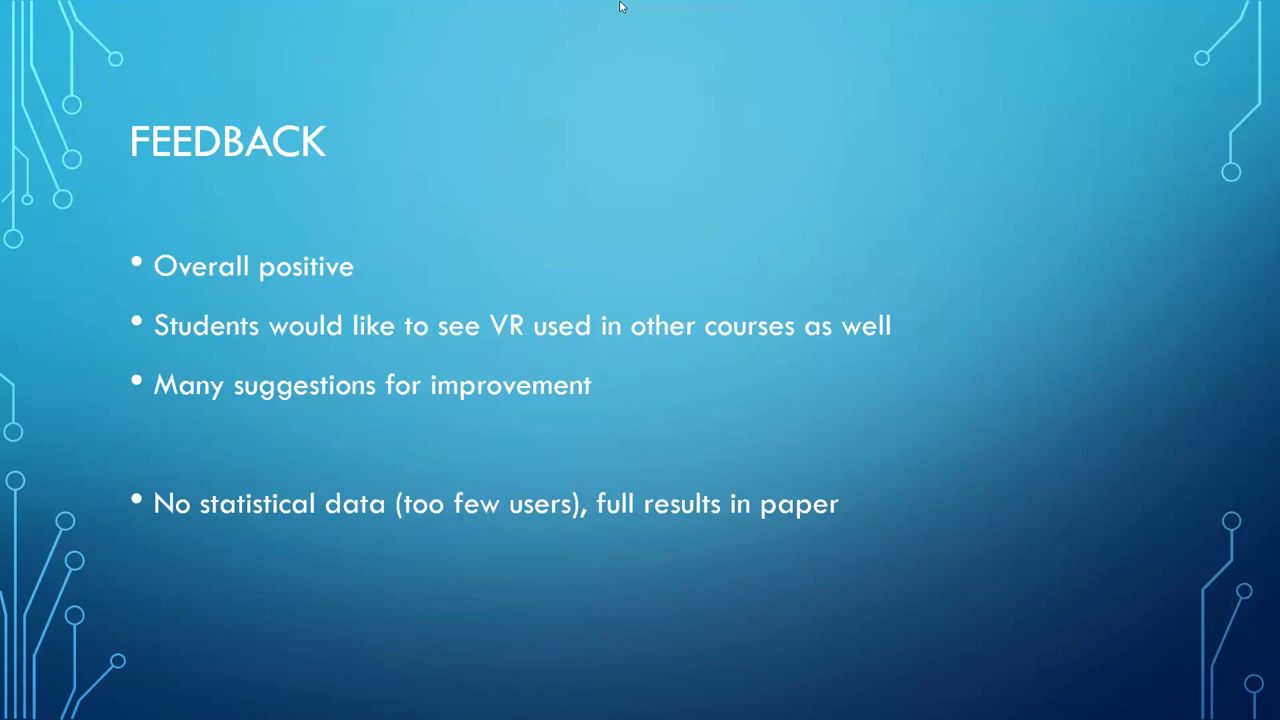 FEEDBACK
• Overall positive
• Students would like to see VR used in other courses as well
• Many suggestions for improvement
• No statistical data (too few users), full results in paper